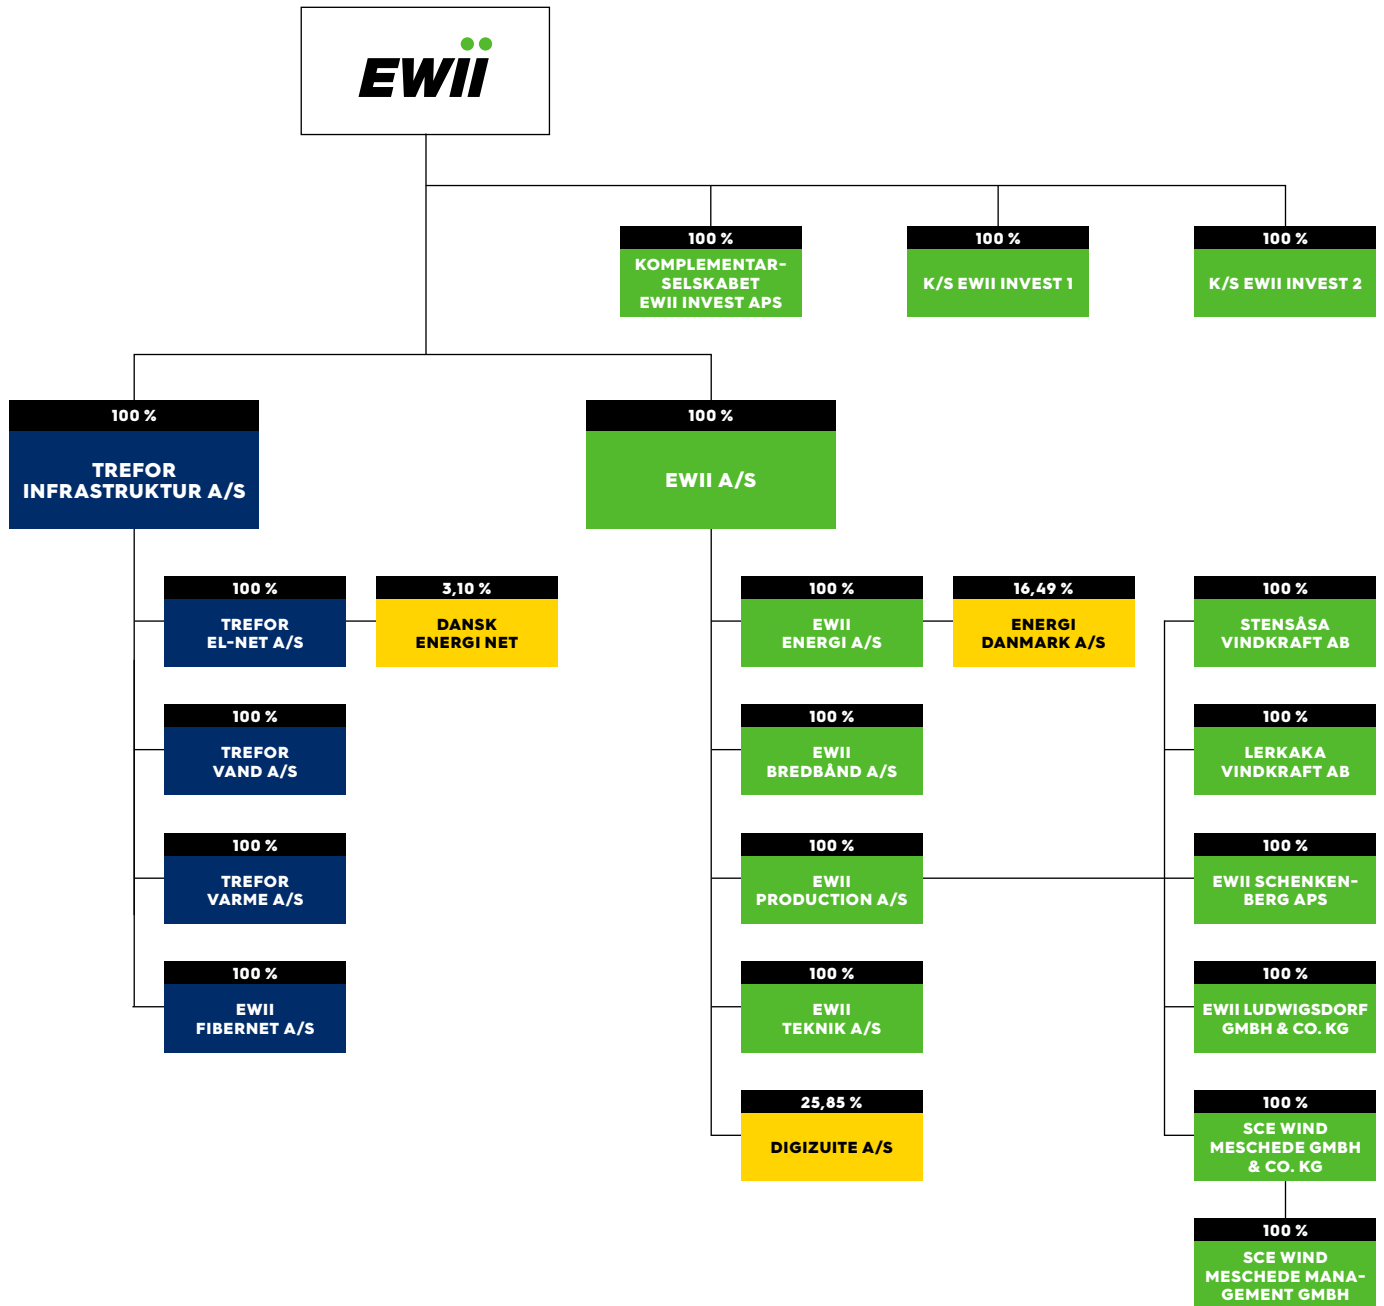 EWII
100 %
KOMPLEMENTAR-
SELSKABET
EWII INVEST APS
100 %
K/S EWII INVEST 1
100 %
K/S EWII INVEST 2
100 %
TREFOR
INFRASTRUKTUR A/S
100 %
EWII A/S
100 %
TREFOR
EL-NET A/S
3,10 %
DANSK
ENERGI NET
100 %
TREFOR
VAND A/S
100 %
TREFOR
VARME A/S
100 %
EWII
FIBERNET A/S
100 %
EWII
ENERGI A/S
16,49 %
ENERGI
DANMARK A/S
100 %
EWII
BREDBÅND A/S
100 %
EWII
PRODUCTION A/S
100 %
EWII
TEKNIK A/S
25,85 %
DIGIZUITE A/S
100 %
STENSÅSA
VINDKRAFT AB
100 %
LERKAKA
VINDKRAFT AB
100 %
EWII SCHENKEN-
BERG APS
100 %
EWII LUDWIGSDORF
GMBH & CO. KG
100 %
SCE WIND
MESCHEDE GMBH
& CO. KG
100 %
SCE WIND
MESCHEDE MANA-
GEMENT GMBH